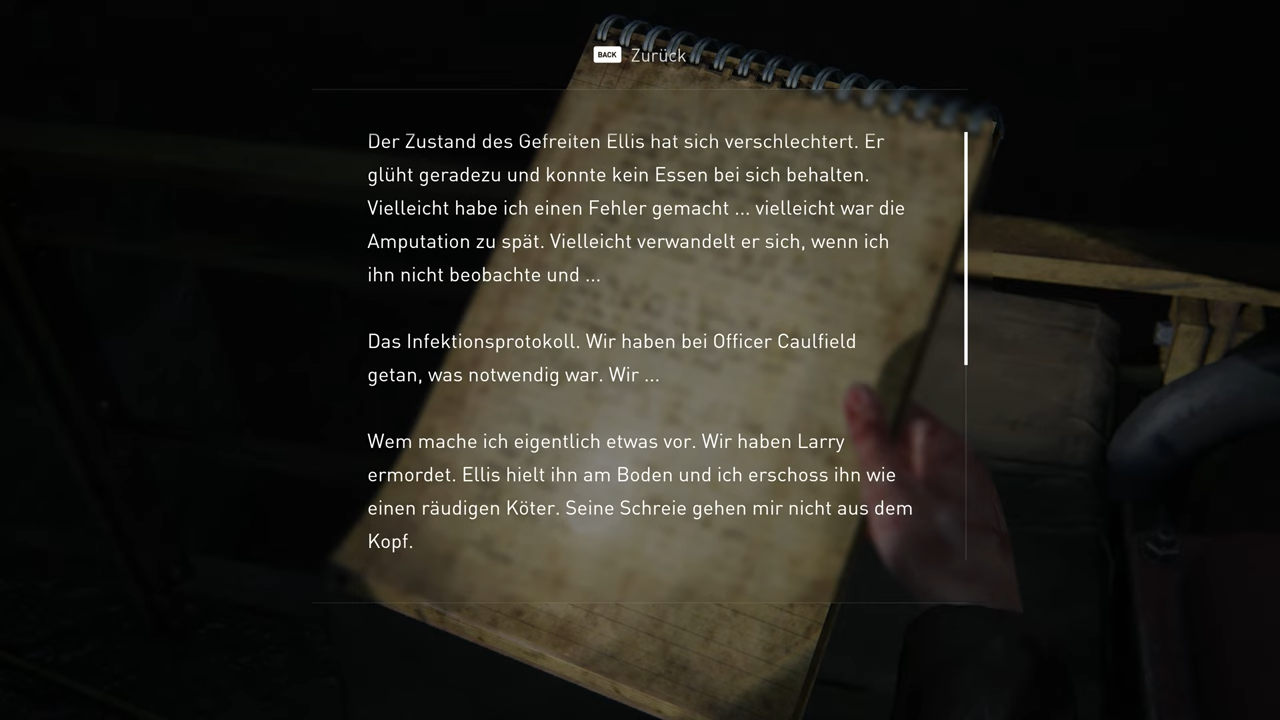 BACK Zurück
Der Zustand des Gefreiten Ellis hat sich verschlechtert. Er
glüht geradezu und konnte kein Essen bei sich behalten.
Vielleicht habe ich einen Fehler gemacht ... vielleicht war die
Amputation zu spät. Vielleicht verwandelt er sich, wenn ich
ihn nicht beobachte und ...
Das Infektionsprotokoll. Wir haben bei Officer Caulfield
getan, was notwendig war. Wir ...
Wem mache ich eigentlich etwas vor. Wir haben Larry
ermordet. Ellis hielt ihn am Boden und ich erschoss ihn wie
einen räudigen Köter. Seine Schreie gehen mir nicht aus dem
Kopf.